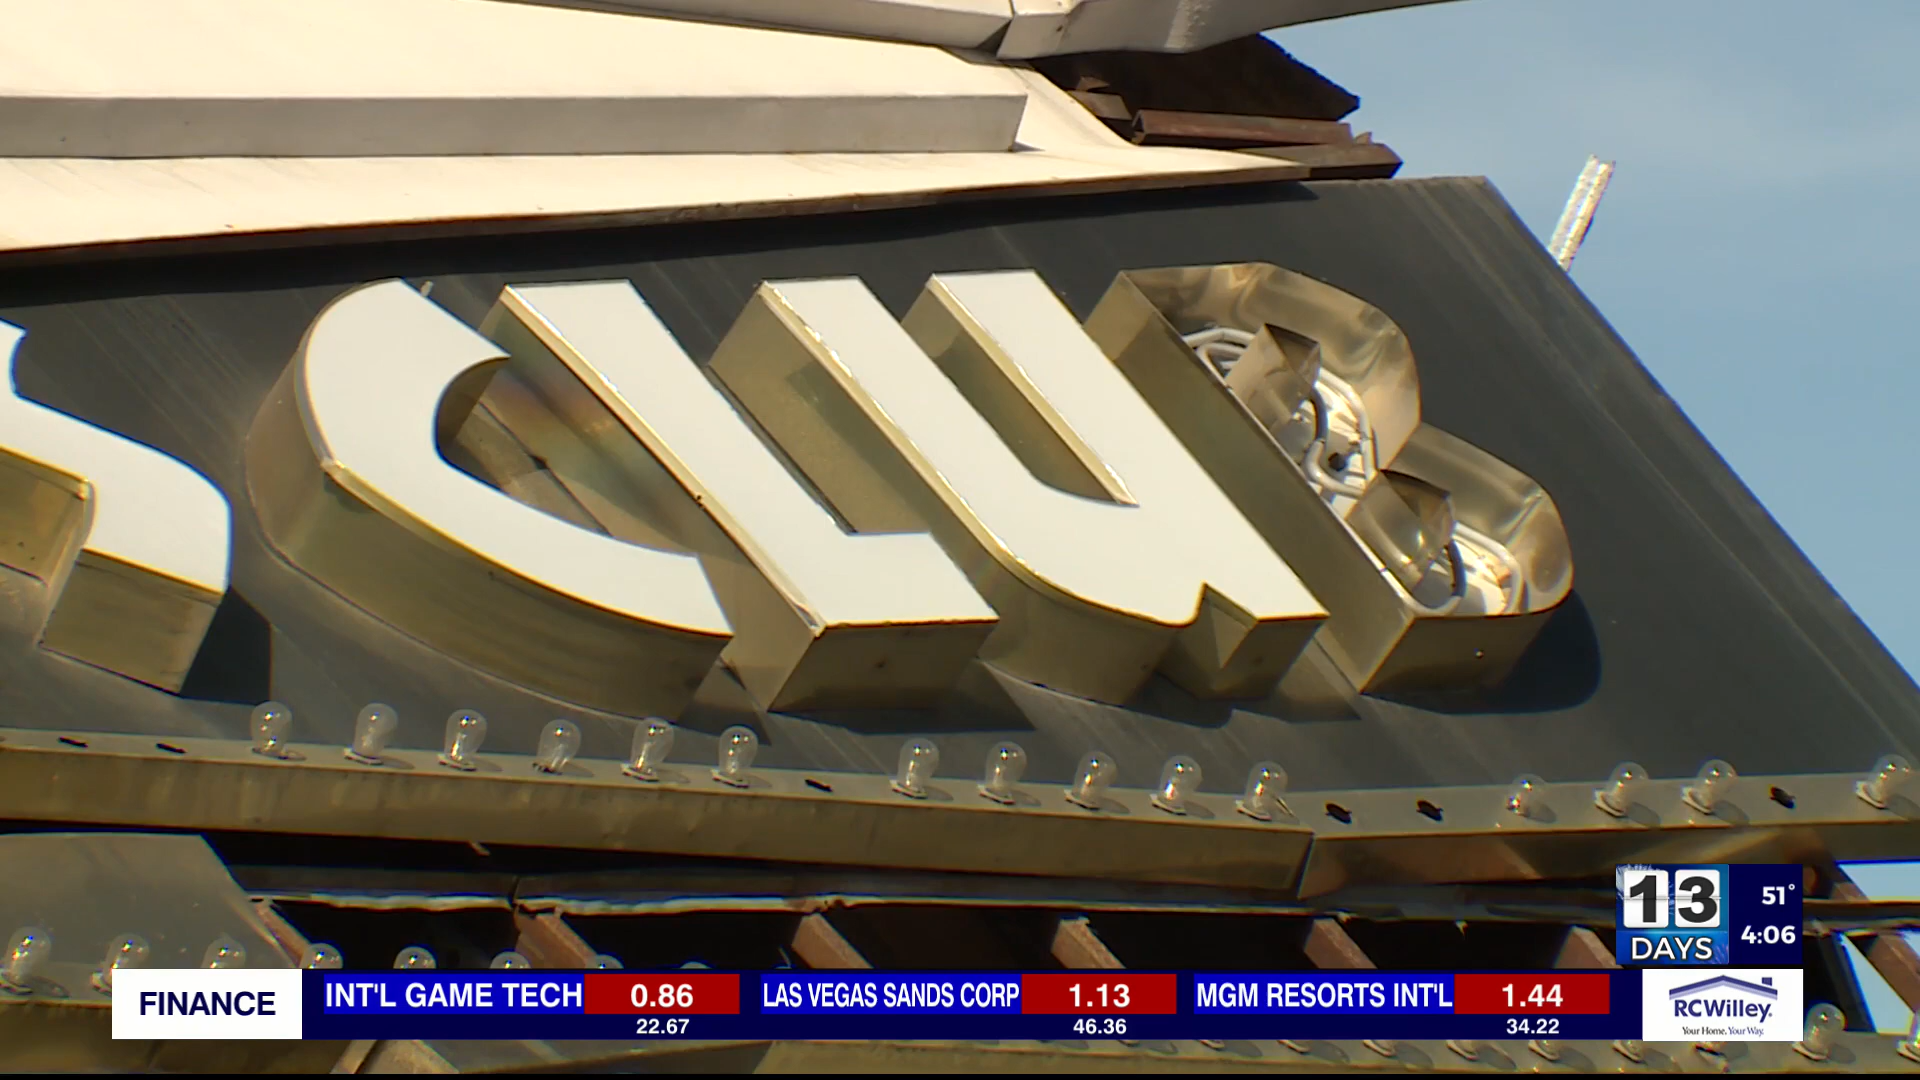 CLUB
13
DAYS
51°
4:06
FINANCE
INT'L GAME TECH 0.86
22.67
LAS VEGAS SANDS CORP 1.13
46.36
MGM RESORTS INT'L 1.44
34.22
RCWilley.
Your Home. Your Way.